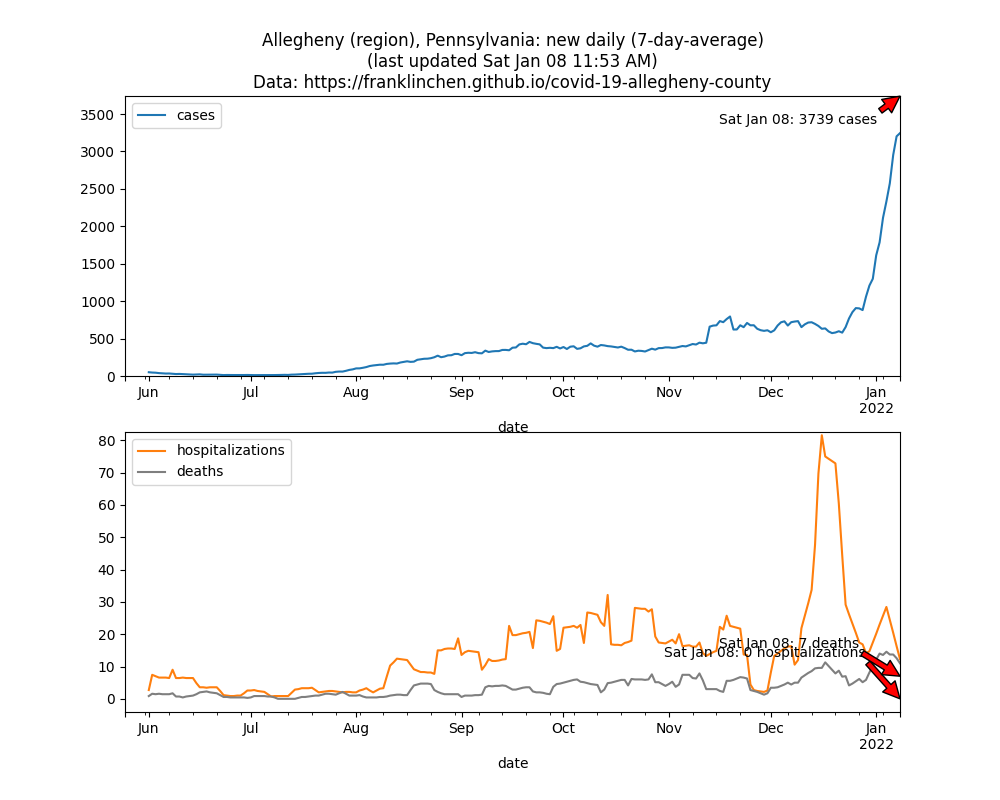 Allegheny (region), Pennsylvania: new daily (7-day-average)
(last updated Sat Jan 08 11:53 AM)
Data: https://franklinchen.github.io/covid-19-allegheny-county
cases
Sat Jan 08: 3739 cases
3500
3000
2500
2000
1500
1000
500
0
Jun Jul Aug Sep Oct Nov Dec Jan
2022
date
hospitalizations
deaths
80
70
60
50
40
30
20
10
0
Sat Jan 08: 7 deaths
Sat Jan 08: 0 hospitalizations
Jun Jul Aug Sep Oct Nov Dec Jan
2022
date